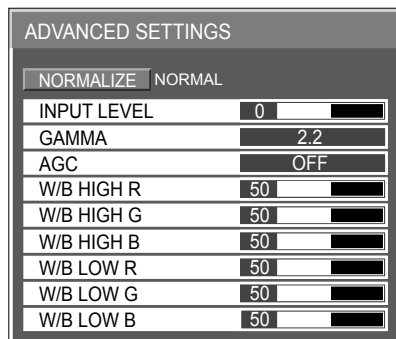 ADVANCED SETTINGS
NORMALIZE NORMAL
INPUT LEVEL 0
GAMMA 2.2
AGC OFF
W/B HIGH R 50
W/B HIGH G 50
W/B HIGH B 50
W/B LOW R 50
W/B LOW G 50
W/B LOW B 50